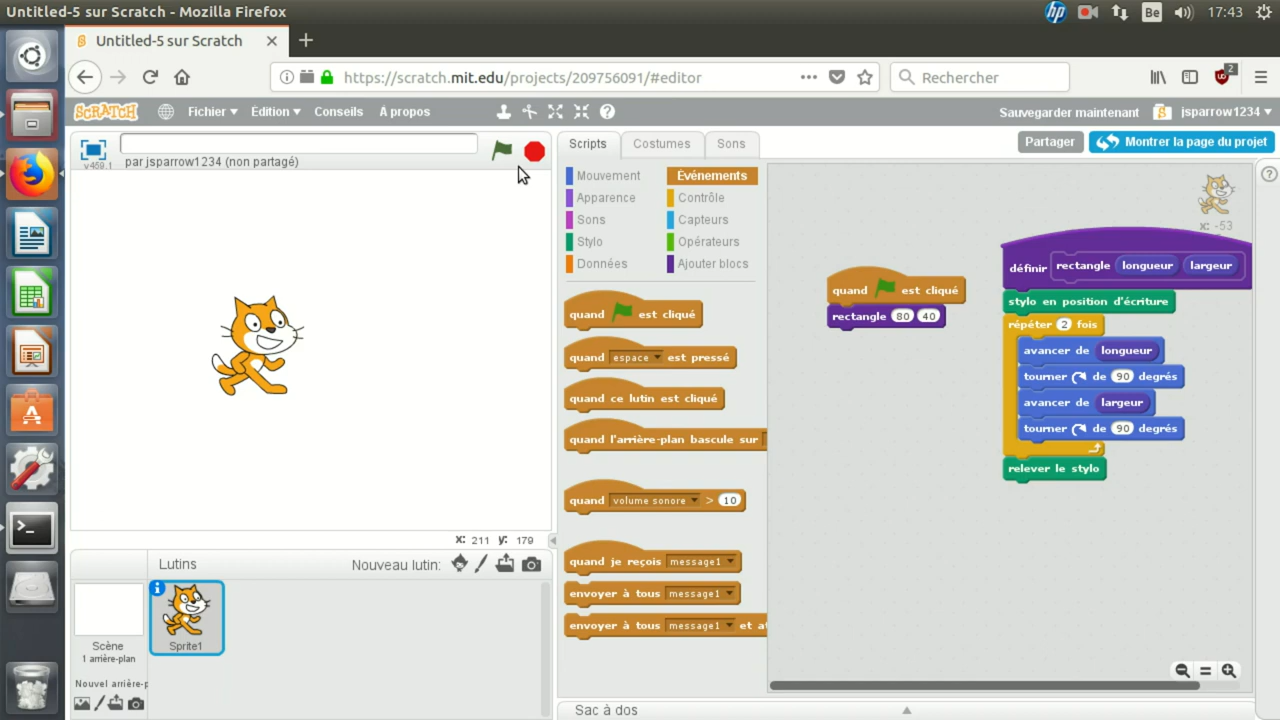 Untitled-5 sur Scratch - Mozilla Firefox
hp
Be
17:43
Untitled-5 sur Scratch
https://scratch.mit.edu/projects/209756091/#editor
Rechercher
2
SCRATCH
Fichier
Édition
Conseils
À propos
Sauvegarder maintenant
jsparrow1234
v459.1
par jsparrow1234 (non partagé)
Scripts
Costumes
Sons
Partager
Montrer la page du projet
Mouvement
Apparence
Sons
Stylo
Données
Événements
Contrôle
Capteurs
Opérateurs
Ajouter blocs
quand est cliqué
quand espace est pressé
quand ce lutin est cliqué
quand l'arrière-plan bascule sur
quand volume sonore > 10
quand je reçois message1
envoyer à tous message1
envoyer à tous message1 et at
x: -53
quand est cliqué
rectangle 80 40
définir rectangle longueur largeur
stylo en position d'écriture
répéter 2 fois
avancer de longueur
tourner de 90 degrés
avancer de largeur
tourner de 90 degrés
relever le stylo
x: 211 y: 179
Lutins
Nouveau lutin:
Scène
1 arrière-plan
Nouvel arrière-p
Sprite1
Sac à dos